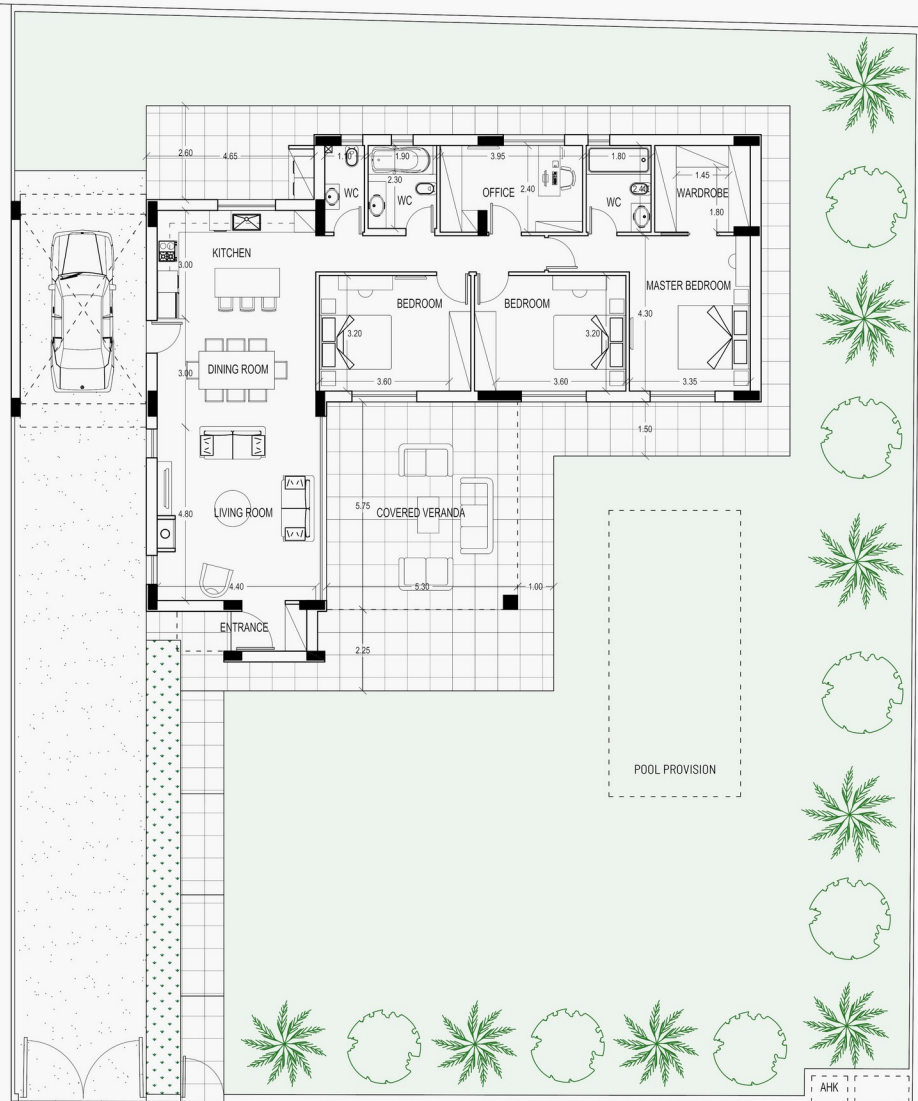 2.60
4.65
1.10
1.90
3.95
1.80
2.30
2.40
2.40
1.45
1.80
WC
WC
OFFICE
WC
WARDROBE
KITCHEN
3.00
BEDROOM
BEDROOM
MASTER BEDROOM
4.30
3.20
3.20
3.60
3.60
3.35
3.00
DINING ROOM
1.50
4.80
LIVING ROOM
5.75
COVERED VERANDA
4.40
5.30
1.00
ENTRANCE
2.25
POOL PROVISION
AHK